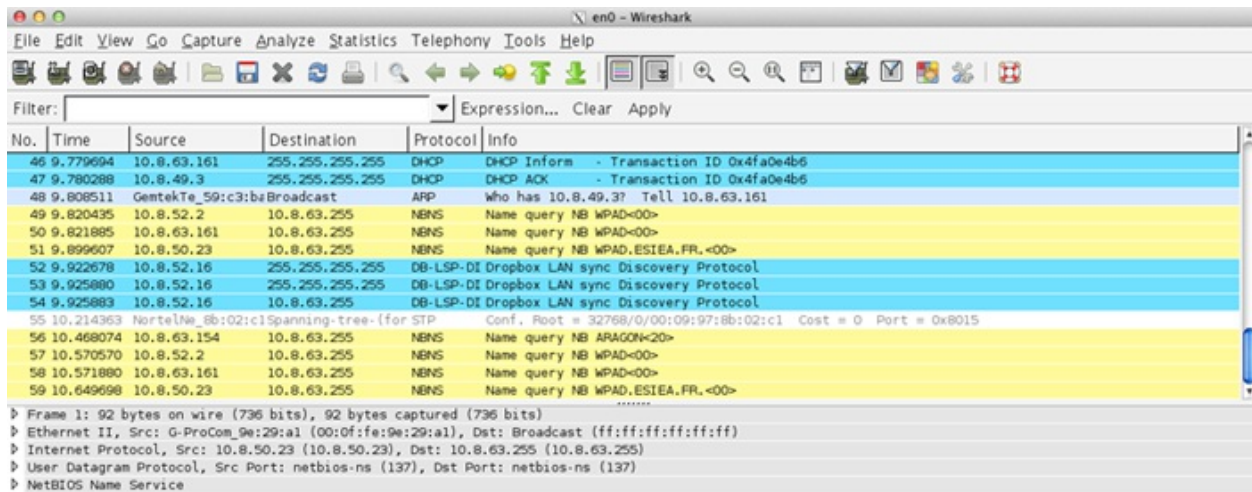 en0 - Wireshark
File Edit View Go Capture Analyze Statistics Telephony Tools Help
Filter: Expression... Clear Apply
No. Time Source Destination Protocol Info
46 9.779694 10.8.63.161 255.255.255.255 DHCP DHCP Inform - Transaction ID 0x4fa0e4b6
47 9.780288 10.8.49.3 255.255.255.255 DHCP DHCP ACK - Transaction ID 0x4fa0e4b6
48 9.808511 GemtekTe_59:c3:ba Broadcast ARP Who has 10.8.49.3? Tell 10.8.63.161
49 9.820435 10.8.52.2 10.8.63.255 NBNS Name query NB WPAD<00>
50 9.821885 10.8.63.161 10.8.63.255 NBNS Name query NB WPAD<00>
51 9.899607 10.8.50.23 10.8.63.255 NBNS Name query NB WPAD.ESIEA.FR.<00>
52 9.922678 10.8.52.16 255.255.255.255 DB-LSP-DI Dropbox LAN sync Discovery Protocol
53 9.925880 10.8.52.16 255.255.255.255 DB-LSP-DI Dropbox LAN sync Discovery Protocol
54 9.925883 10.8.52.16 10.8.63.255 DB-LSP-DI Dropbox LAN sync Discovery Protocol
55 10.214363 NortelNe_8b:02:c1 Spanning-tree-(for STP Conf. Root = 32768/0/00:09:97:8b:02:c1 Cost = 0 Port = 0x8015
56 10.468074 10.8.63.154 10.8.63.255 NBNS Name query NB ARAGON<20>
57 10.570570 10.8.52.2 10.8.63.255 NBNS Name query NB WPAD<00>
58 10.571880 10.8.63.161 10.8.63.255 NBNS Name query NB WPAD<00>
59 10.649698 10.8.50.23 10.8.63.255 NBNS Name query NB WPAD.ESIEA.FR.<00>
Frame 1: 92 bytes on wire (736 bits), 92 bytes captured (736 bits)
Ethernet II, Src: G-ProCom_9e:29:a1 (00:0f:fe:9e:29:a1), Dst: Broadcast (ff:ff:ff:ff:ff:ff)
Internet Protocol, Src: 10.8.50.23 (10.8.50.23), Dst: 10.8.63.255 (10.8.63.255)
User Datagram Protocol, Src Port: netbios-ns (137), Dst Port: netbios-ns (137)
NetBIOS Name Service